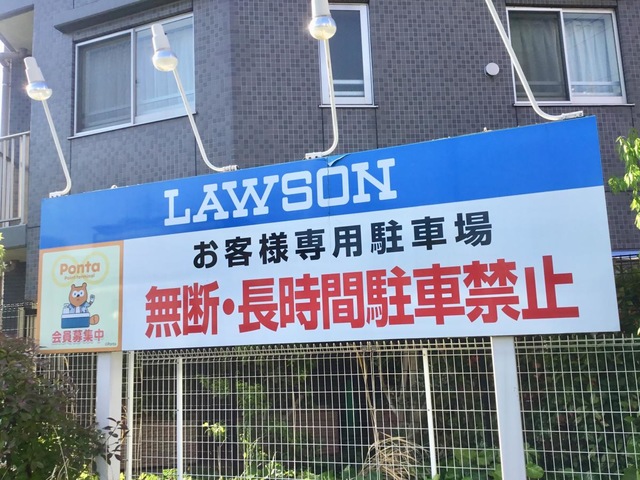 LAWSON
お客様専用駐車場
無断・長時間駐車禁止
Ponta
会員募集中